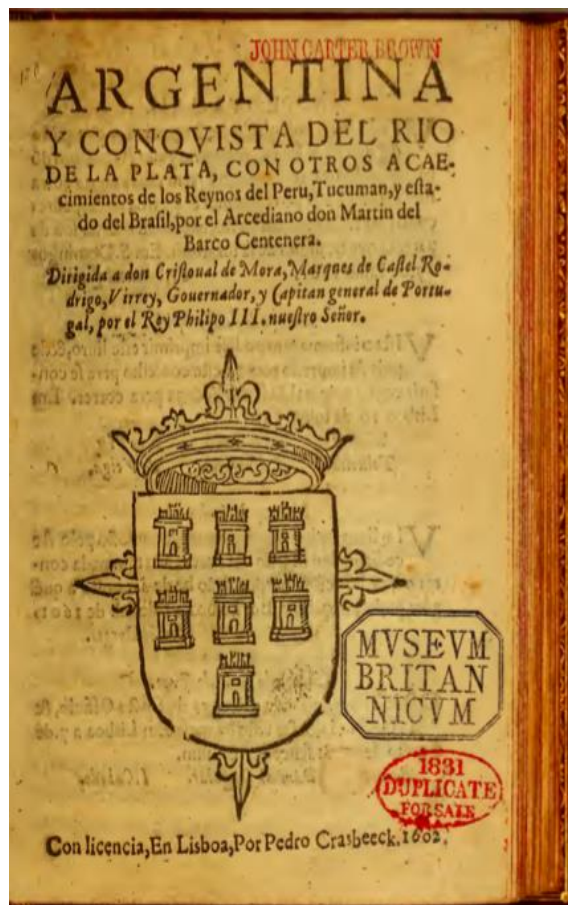 JOHN CARTER BROWN
ARGENTINA
Y CONQVISTA DEL RIO
DE LA PLATA, CON OTROS ACAE-
cimientos de los Reynos del Peru, Tucuman, y esta-
do del Brasil, por el Arcediano don Martin del
Barco Centenera.
Dirigida a don Cristoual de Mora, Marques de Castel Ro-
drigo, Virrey, Gouernador, y Capitan general de Portu-
gal, por el Rey Philipo III. nuestro Señor.
MVSEVM
BRITAN
NICVM
1831
DUPLICATE
FOR SALE
Con licencia, En Lisboa, Por Pedro Crasbeeck. 1602.